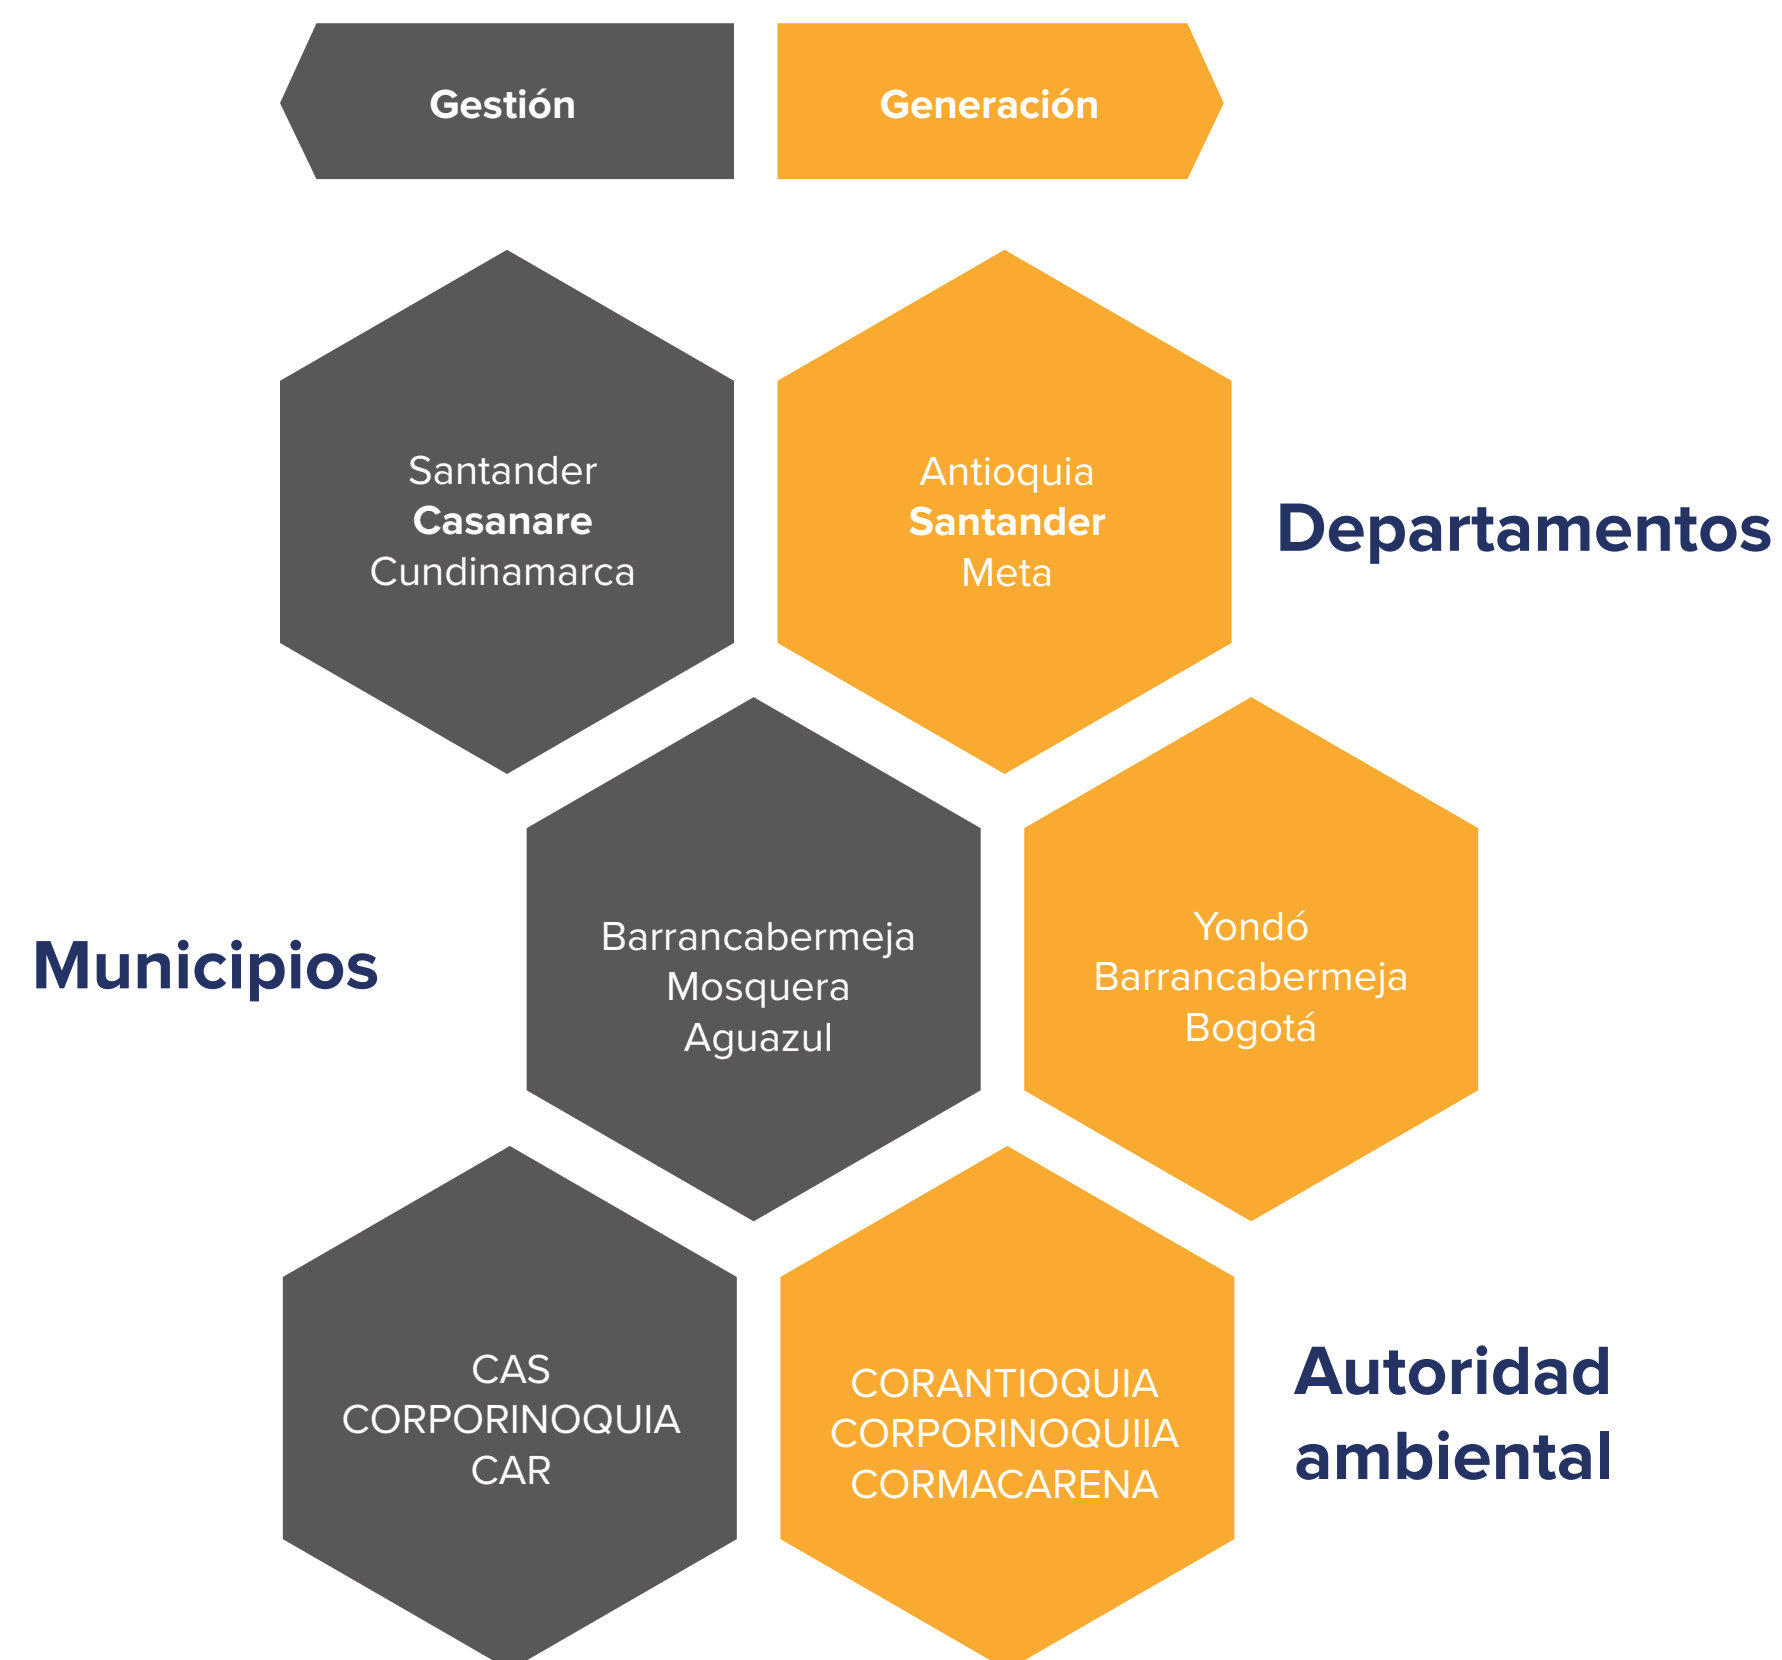 Gestión
Generación
Santander
Casanare
Cundinamarca
Antioquia
Santander
Meta
Departamentos
Municipios
Barrancabermeja
Mosquera
Aguazul
Yondó
Barrancabermeja
Bogotá
CAS
CORPORINOQUIA
CAR
CORANTIOQUIA
CORPORINOQUIIA
CORMACARENA
Autoridad
ambiental